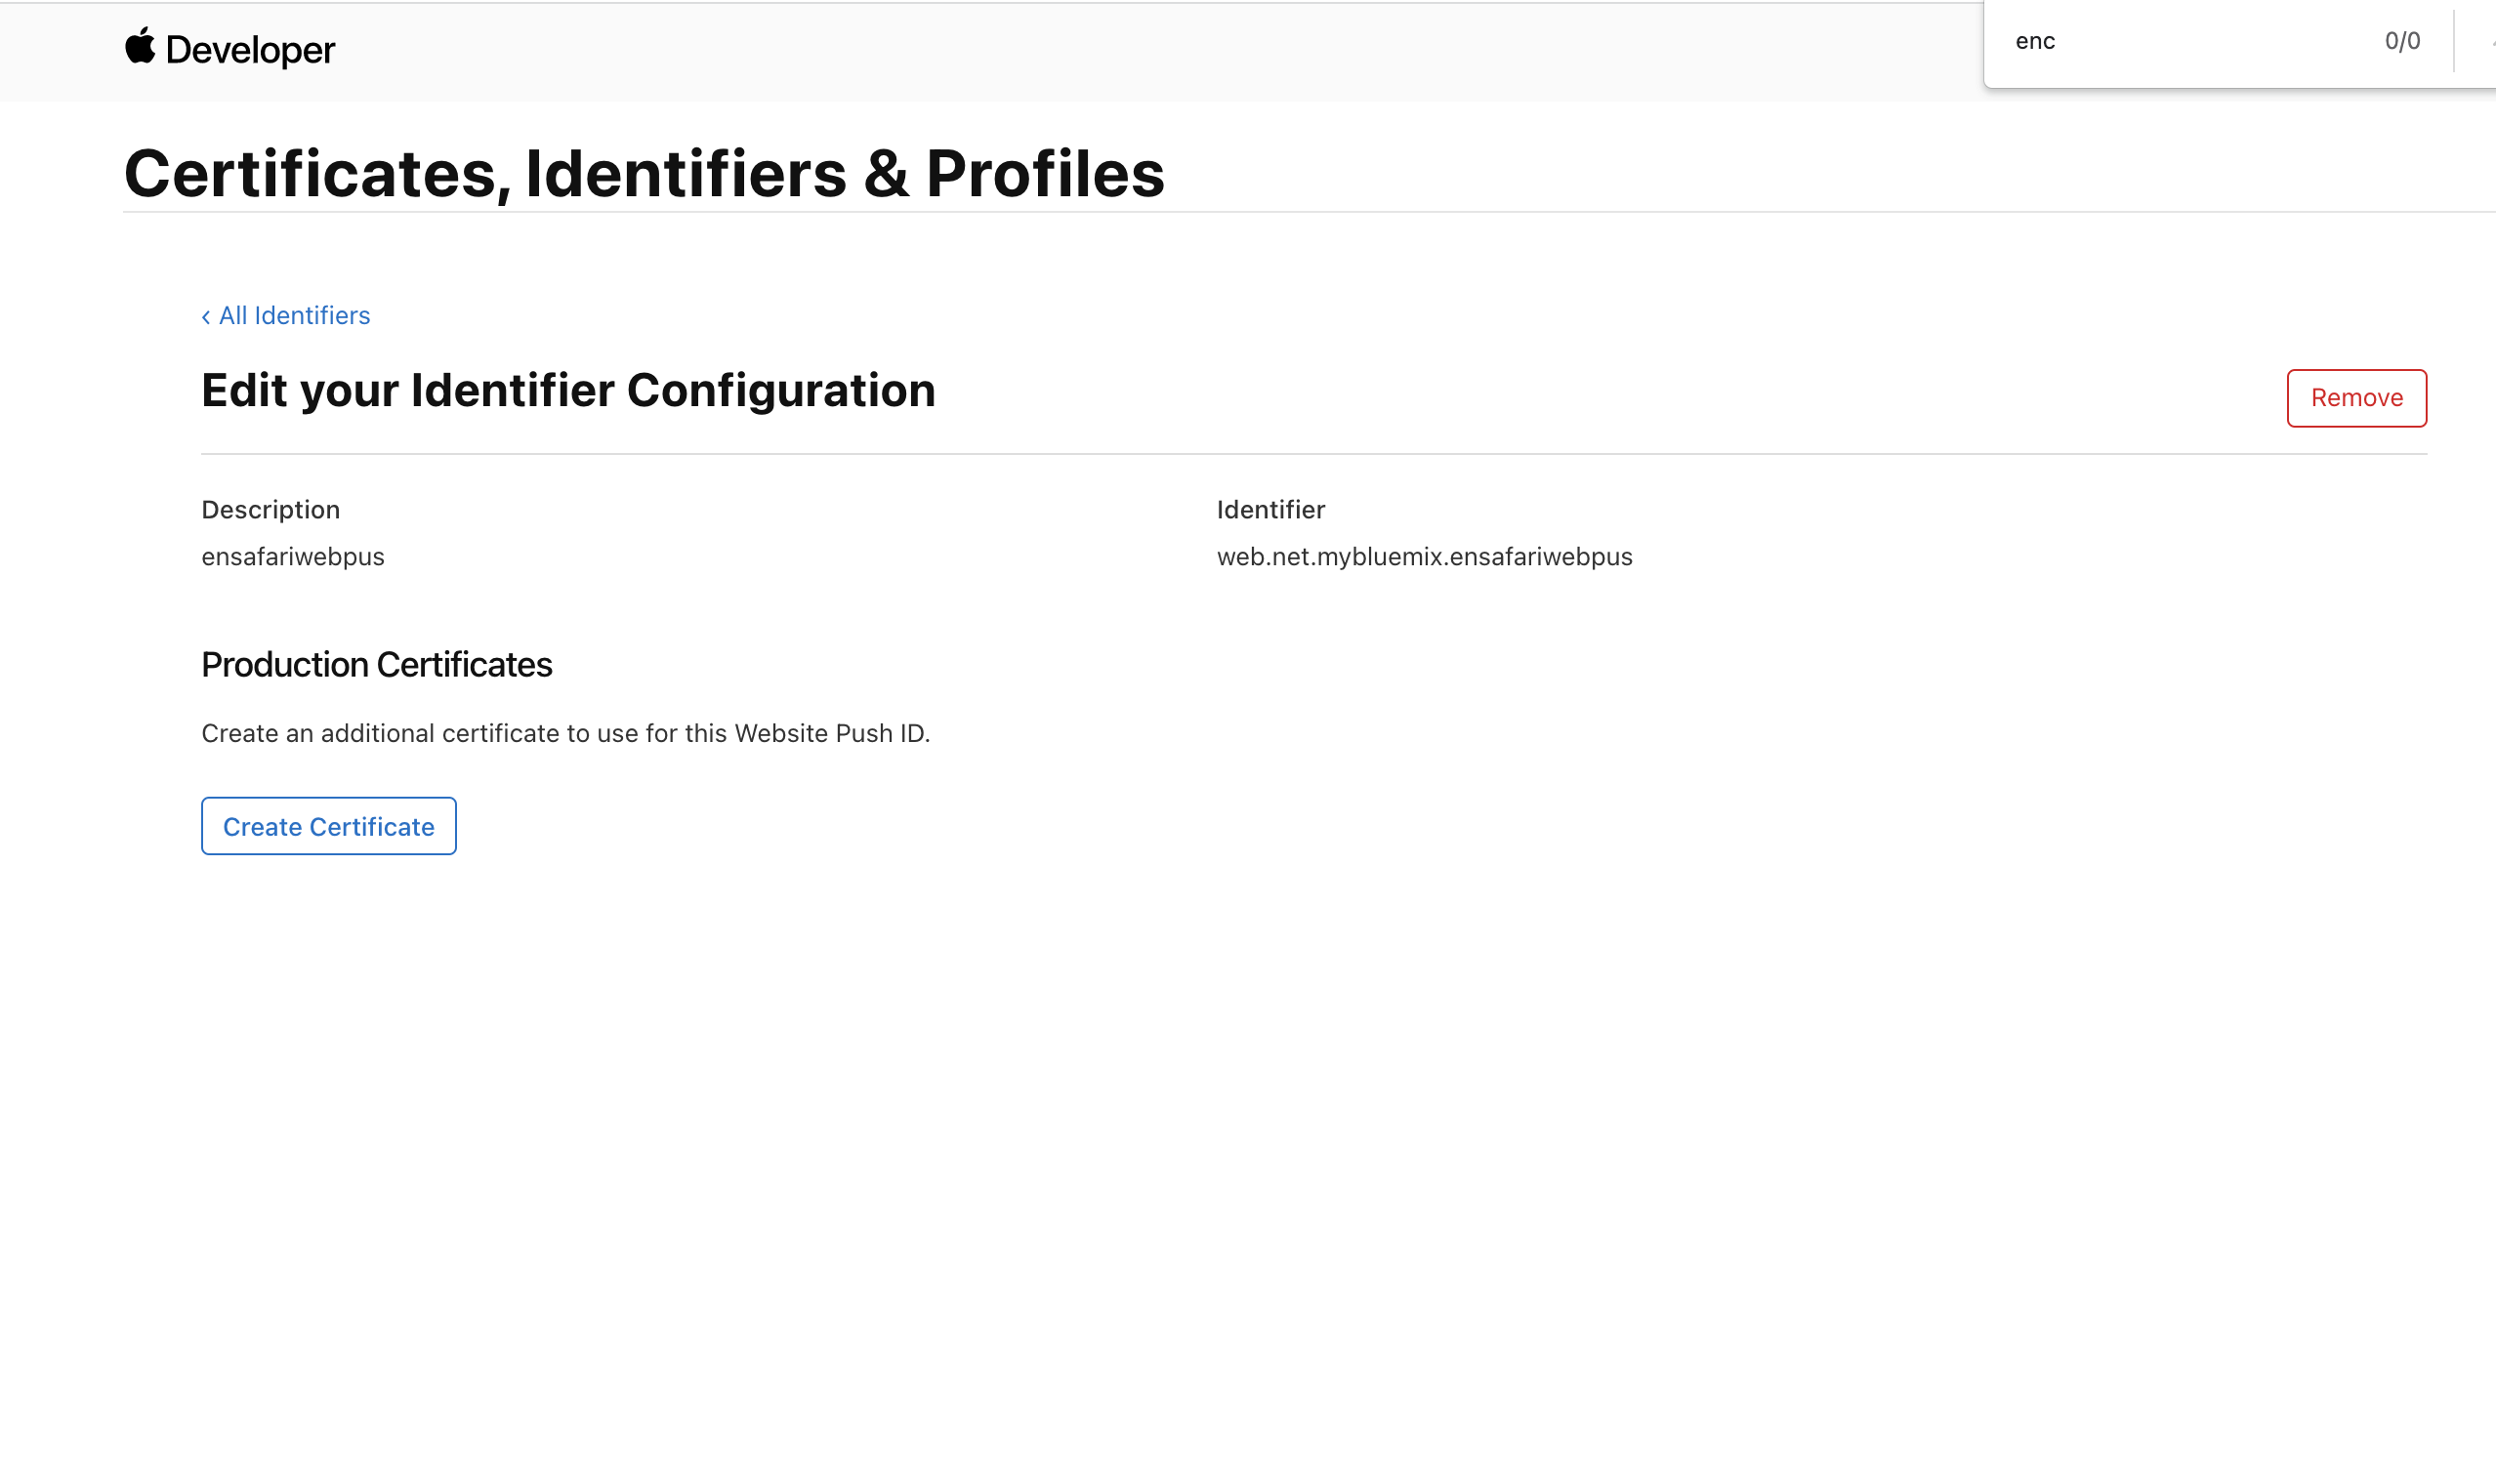 Developer
enc 0/0
Certificates, Identifiers & Profiles
‹ All Identifiers
Edit your Identifier Configuration
Remove
Description Identifier
ensafariwebpus web.net.mybluemix.ensafariwebpus
Production Certificates
Create an additional certificate to use for this Website Push ID.
Create Certificate